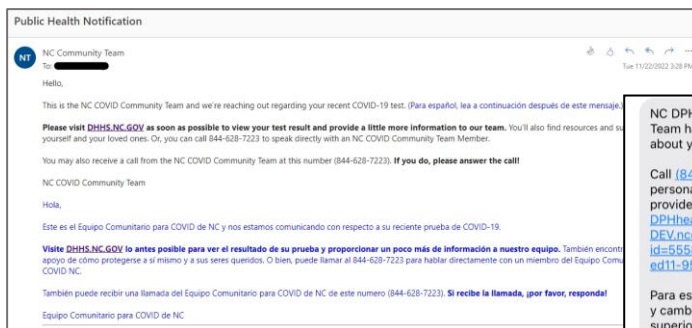 Public Health Notification
NT
NC Community Team
To:
Tue 11/22/2022 3:28 PM
Hello,
This is the NC COVID Community Team and we're reaching out regarding your recent COVID-19 test. (Para español, lea a continuación después de este mensaje.)
Please visit DHHS.NC.GOV as soon as possible to view your test result and provide a little more information to our team. You'll also find resources and su
yourself and your loved ones. Or, you can call 844-628-7223 to speak directly with an NC COVID Community Team Member.
You may also receive a call from the NC COVID Community Team at this number (844-628-7223). If you do, please answer the call!
NC COVID Community Team
Hola,
Este es el Equipo Comunitario para COVID de NC y nos estamos comunicando con respecto a su reciente prueba de COVID-19.
Visite DHHS.NC.GOV lo antes posible para ver el resultado de su prueba y proporcionar un poco más de información a nuestro equipo. También encontr
apoyo de cómo protegerse a sí mismo y a sus seres queridos. O bien, puede llamar al 844-628-7223 para hablar directamente con un miembro del Equipo Comu
COVID NC.
También puede recibir una llamada del Equipo Comunitario para COVID de NC de este numero (844-628-7223). Si recibe la llamada, ¡por favor, responda!
Equipo Comunitario para COVID de NC
NC DPH
Team ha
about y
Call (84
persona
provide
DPHhea
DEV.nc
id=555
ed11-95
Para es
y camb
superio